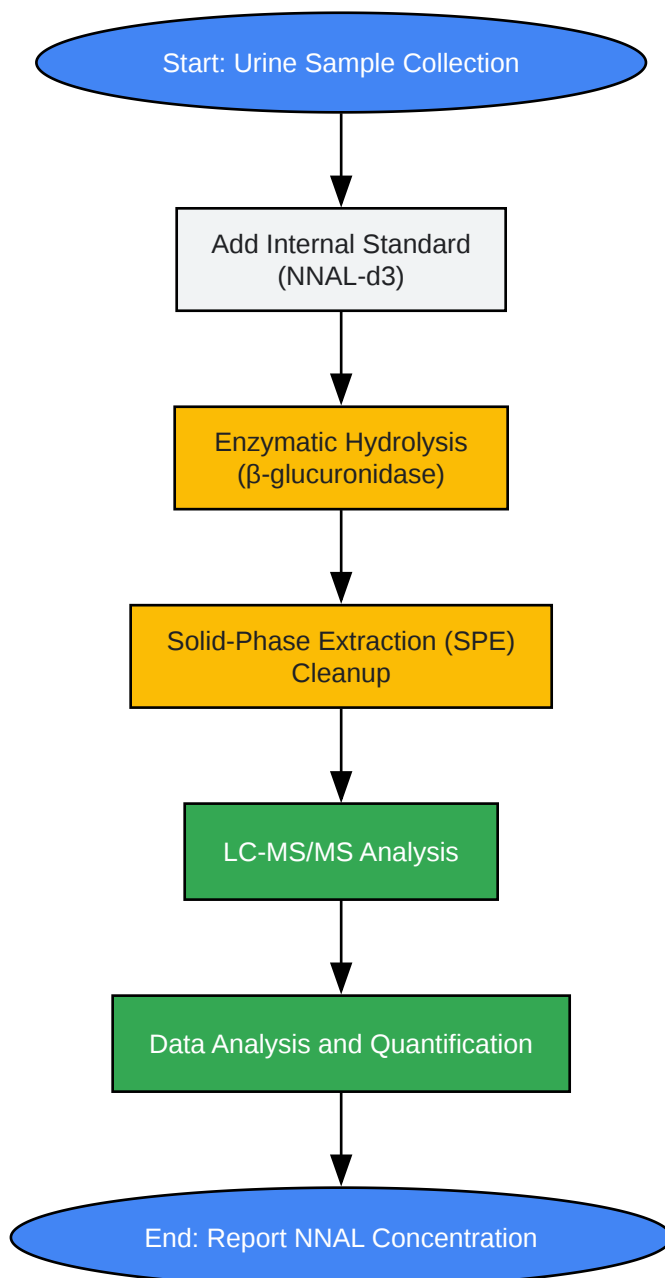 Start: Urine Sample Collection
Add Internal Standard
(NNAL-d3)
Enzymatic Hydrolysis
(β-glucuronidase)
Solid-Phase Extraction (SPE)
Cleanup
LC-MS/MS Analysis
Data Analysis and Quantification
End: Report NNAL Concentration